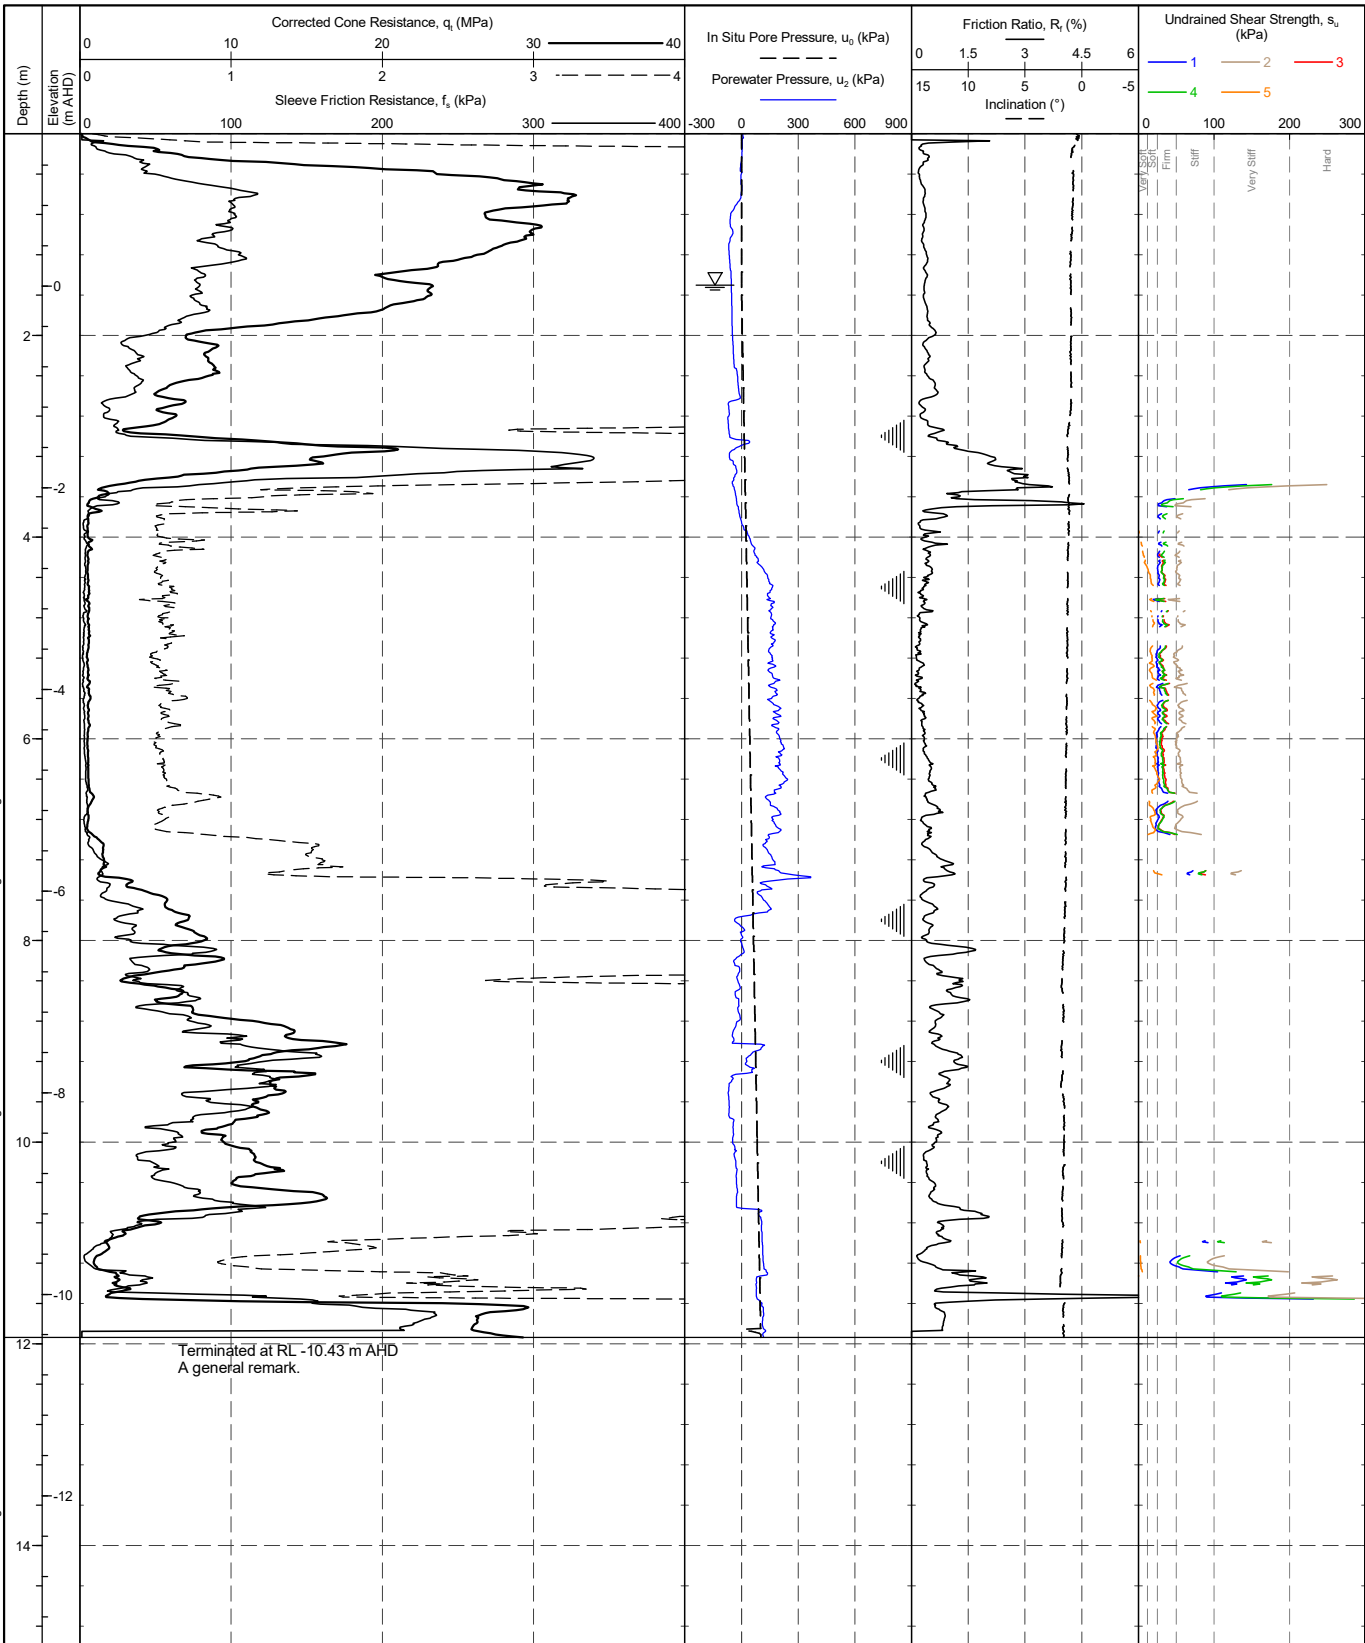 Depth (m)
Elevation
(m AHD)
Corrected Cone Resistance, qt (MPa)
0 10 20 30 40
0 1 2 3 4
Sleeve Friction Resistance, fs (kPa)
0 100 200 300 400
In Situ Pore Pressure, u0 (kPa)
Porewater Pressure, u2 (kPa)
-300 0 300 600 900
Friction Ratio, Rf (%)
0 1.5 3 4.5 6
15 10 5 0 -5
Inclination (°)
Undrained Shear Strength, su
(kPa)
1 2 3
4 5
0 100 200 300
Very Soft
Soft
Firm
Stiff
Very Stiff
Hard
0
2
-2
4
-4
6
-6
8
-8
10
-10
12
-12
14
Terminated at RL -10.43 m AHD
A general remark.